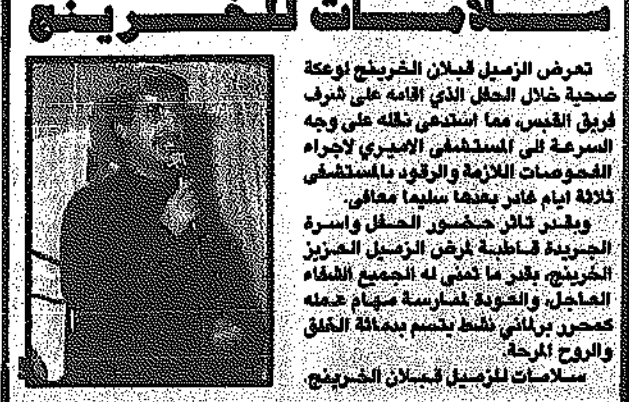 سلامات للخرينج
تعرض الزميل قبلان الخرينج لوعكة
صحية خلال الحفل الذي اقامه على شرف
فريق القبس، مما استدعى نقله على وجه
السرعة الى المستشفى الاميري لاجراء
الفحوصات اللازمة والرقود بالمستشفى
ثلاثة ايام غادر بعدها سليما معافى.
وبقدر تاثر حضور الحفل واسرة
الجريدة قاطبة لمرض الزميل العزيز
الخرينج، بقدر ما تمنى له الجميع الشفاء
العاجل، والعودة لممارسة مهام عمله
كمحرر برلماني نشط يتسم بدماثة الخلق
والروح المرحة.
سلامات للزميل قبلان الخرينج.